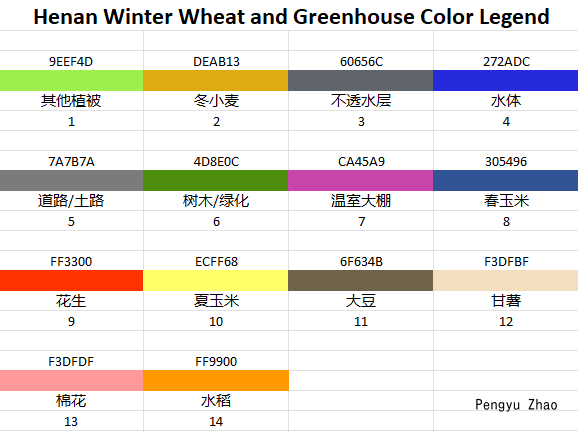 Henan Winter Wheat and Greenhouse Color Legend
9EEF4D DEAB13 60656C 272ADC
其他植被 冬小麦 不透水层 水体
1 2 3 4
7A7B7A 4D8E0C CA45A9 305496
道路/土路 树木/绿化 温室大棚 春玉米
5 6 7 8
FF3300 ECFF68 6F634B F3DFBF
花生 夏玉米 大豆 甘薯
9 10 11 12
F3DFDF FF9900
棉花 水稻
13 14
Pengyu Zhao